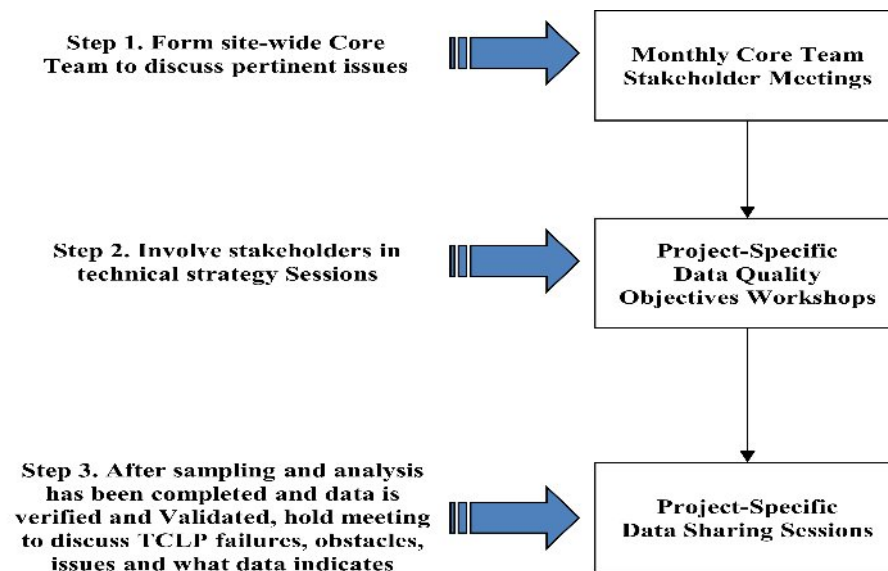 Step 1. Form site-wide Core
Team to discuss pertinent issues
Monthly Core Team
Stakeholder Meetings
Step 2. Involve stakeholders in
technical strategy Sessions
Project-Specific
Data Quality
Objectives Workshops
Step 3. After sampling and analysis
has been completed and data is
verified and Validated, hold meeting
to discuss TCLP failures, obstacles,
issues and what data indicates
Project-Specific
Data Sharing Sessions